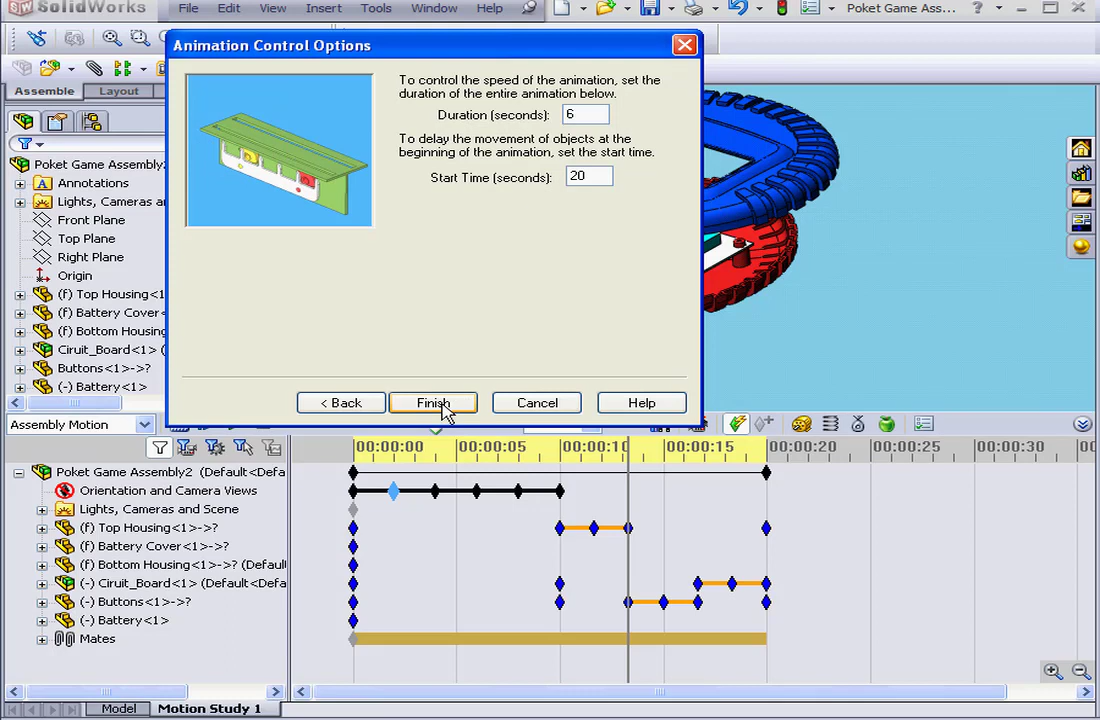 SolidWorks File Edit View Insert Tools Window Help Poket Game Ass...
Assemble Layout
Poket Game Assembly
Annotations
Lights, Cameras a
Front Plane
Top Plane
Right Plane
Origin
(f) Top Housing<1
(f) Battery Cover
(f) Bottom Housing
Ciruit_Board<1> (
Buttons<1>->?
(-) Battery<1>
Animation Control Options
To control the speed of the animation, set the
duration of the entire animation below.
Duration (seconds): 6
To delay the movement of objects at the
beginning of the animation, set the start time.
Start Time (seconds): 20
< Back Finish Cancel Help
Assembly Motion
00:00:00 00:00:05 00:00:10 00:00:15 00:00:20 00:00:25 00:00:30
Poket Game Assembly2 (Default<Defa
Orientation and Camera Views
Lights, Cameras and Scene
(f) Top Housing<1>->?
(f) Battery Cover<1>->?
(f) Bottom Housing<1>->? (Defaul
(-) Ciruit_Board<1> (Default<Defa
(-) Buttons<1>->?
(-) Battery<1>
Mates
Model Motion Study 1